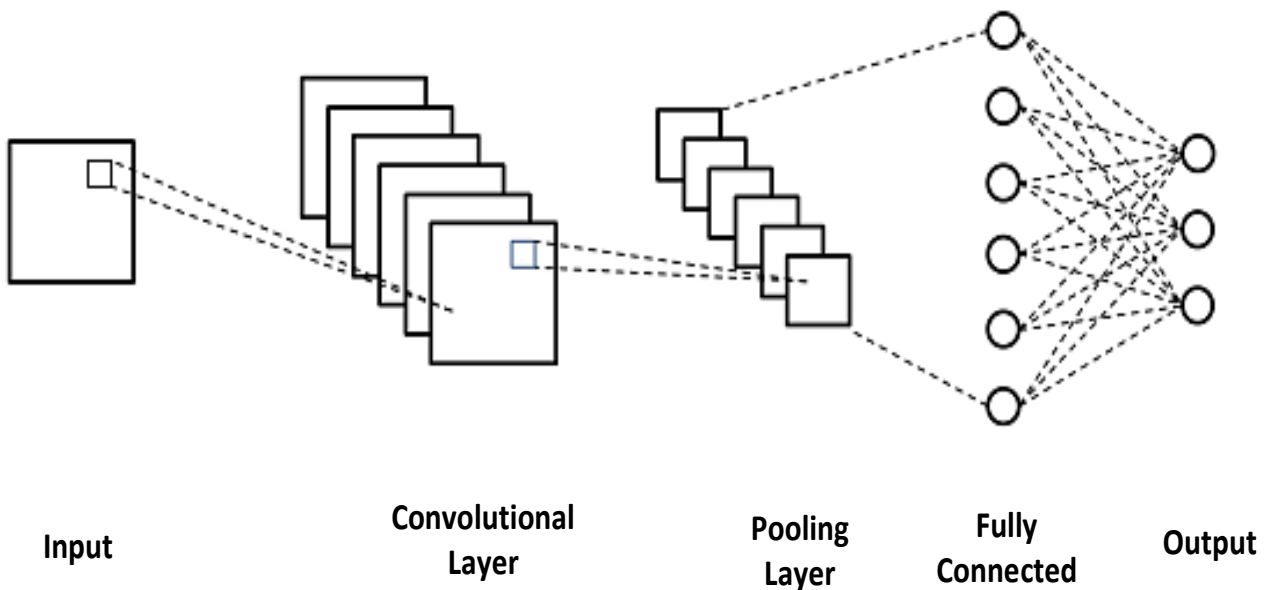 Input
Convolutional
Layer
Pooling
Layer
Fully
Connected
Output